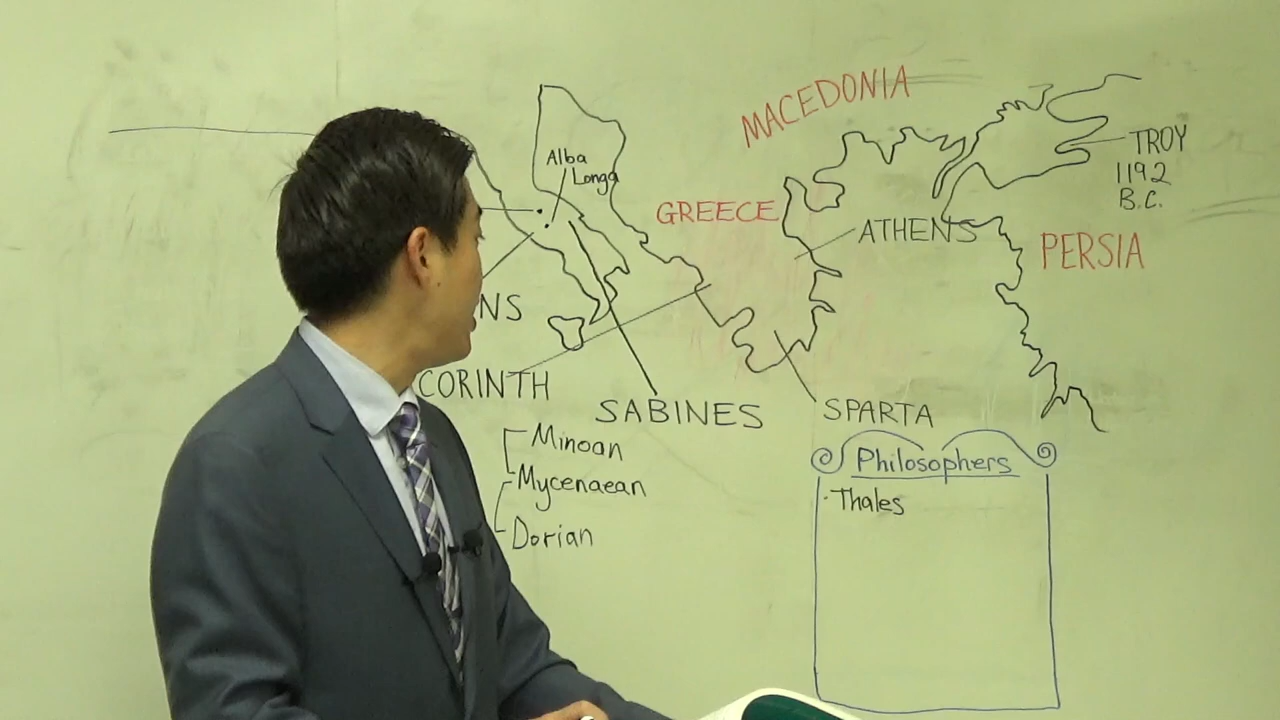 MACEDONIA
TROY
1192
B.C.
Alba
Longa
GREECE
ATHENS
PERSIA
NS
CORINTH
SABINES
SPARTA
Minoan
Mycenaean
Dorian
Philosophers
· Thales